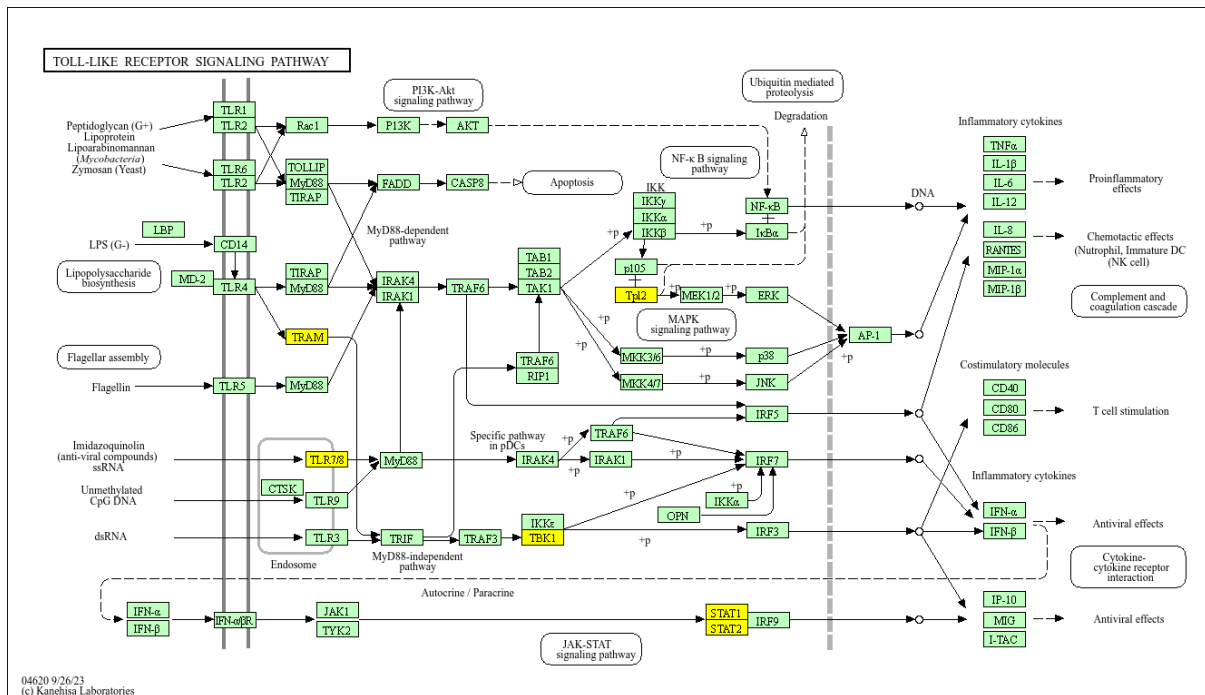 TOLL-LIKE RECEPTOR SIGNALING PATHWAY
PI3K-Akt
signaling pathway
Ubiquitin mediated
proteolysis
Degradation
Inflammatory cytokines
TLR1
TLR2
Rac1
P13K
AKT
Peptidoglycan (G+)
Lipoprotein
Lipoarabinomannan
(Mycobacteria)
Zymosan (Yeast)
TLR6
TLR2
TOLLIP
MyD88
TIRAP
FADD
CASP8
Apoptosis
NF-κ B signaling
pathway
IKK
IKKγ
IKKα
IKKβ
NF-κB
IκBα
DNA
TNFα
IL-1β
IL-6
IL-12
Proinflammatory
effects
LBP
LPS (G-)
CD14
MyD88-dependent
pathway
+p
+p
IL-8
RANTES
MIP-1α
MIP-1β
Chemotactic effects
(Nutrophil, Immature DC
(NK cell)
Lipopolysaccharide
biosynthesis
MD-2
TLR4
TIRAP
MyD88
IRAK4
IRAK1
TRAF6
TAB1
TAB2
TAK1
p105
Tpl2
+p
MEK1/2
+p
ERK
Complement and
coagulation cascade
MAPK
signaling pathway
TRAM
+p
+p
+p
+p
AP-1
Flagellar assembly
TRAF6
RIP1
MKK3/6
+p
p38
+p
Flagellin
TLR5
MyD88
MKK4/7
+p
JNK
Costimulatory molecules
CD40
CD80
CD86
T cell stimulation
IRF5
Imidazoquinolin
(anti-viral compounds)
ssRNA
TLR7/8
MyD88
Specific pathway
in pDCs
+p
TRAF6
IRAK4
+p
IRAK1
+p
IRF7
Unmethylated
CpG DNA
CTSK
TLR9
+p
+p
IKKα
OPN
Inflammatory cytokines
IFN-α
IFN-β
Antiviral effects
dsRNA
TLR3
TRIF
TRAF3
IKKε
TBK1
+p
IRF3
Endosome
MyD88-independent
pathway
Cytokine-
cytokine receptor
interaction
Autocrine / Paracrine
IFN-α
IFN-β
IFN-α/βR
JAK1
TYK2
STAT1
STAT2
IRF9
IP-10
MIG
I-TAC
Antiviral effects
JAK-STAT
signaling pathway
04620 9/26/23
(c) Kanehisa Laboratories